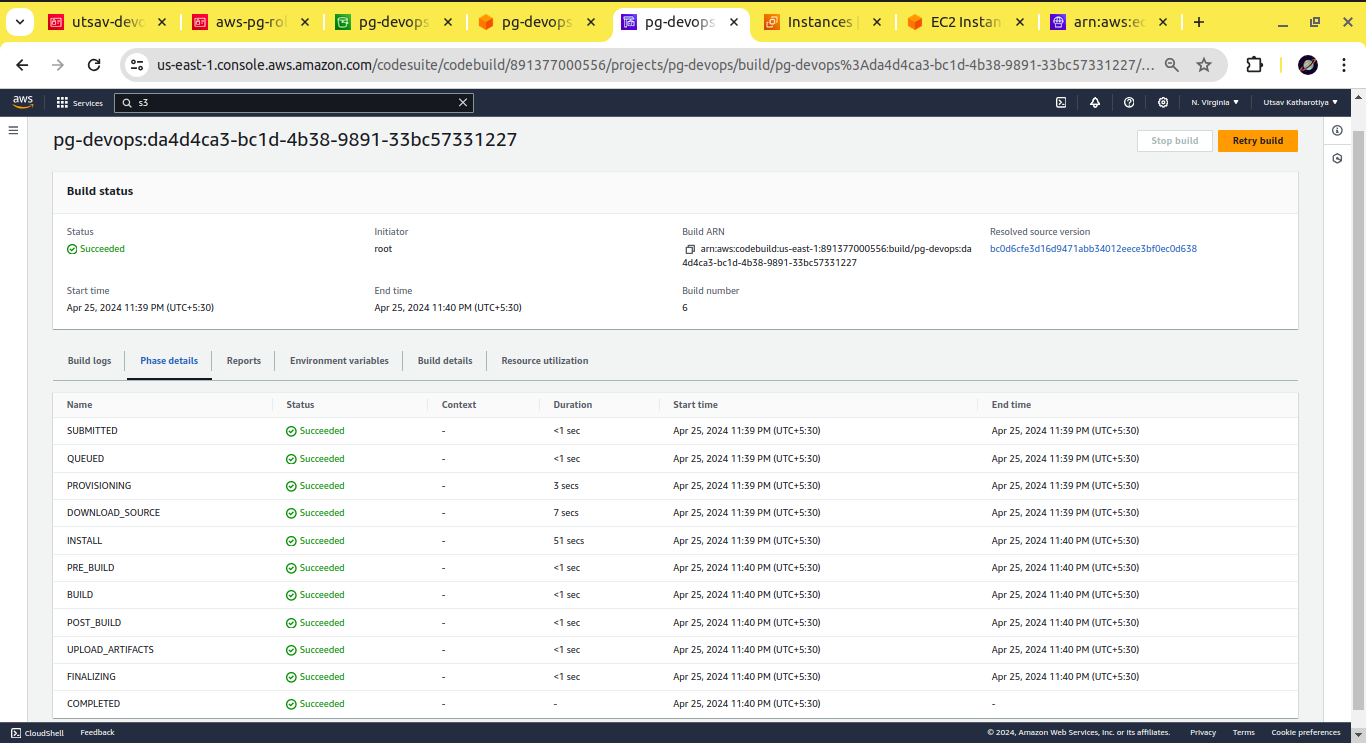 utsav-devo
aws-pg-rol
pg-devops
pg-devops
pg-devops
Instances
EC2 Instan
arn:aws:ec
us-east-1.console.aws.amazon.com/codesuite/codebuild/891377000556/projects/pg-devops/build/pg-devops%3Ada4d4ca3-bc1d-4b38-9891-33bc57331227/...
aws
Services
s3
N. Virginia
Utsav Katharotiya
pg-devops:da4d4ca3-bc1d-4b38-9891-33bc57331227
Stop build
Retry build
Build status
Status
Initiator
Build ARN
Resolved source version
Succeeded
root
arn:aws:codebuild:us-east-1:891377000556:build/pg-devops:da
4d4ca3-bc1d-4b38-9891-33bc57331227
bc0d6cfe3d16d9471abb34012eece3bf0ec0d638
Start time
End time
Build number
Apr 25, 2024 11:39 PM (UTC+5:30)
Apr 25, 2024 11:40 PM (UTC+5:30)
6
Build logs
Phase details
Reports
Environment variables
Build details
Resource utilization
Name Status Context Duration Start time End time
SUBMITTED Succeeded - <1 sec Apr 25, 2024 11:39 PM (UTC+5:30) Apr 25, 2024 11:39 PM (UTC+5:30)
QUEUED Succeeded - <1 sec Apr 25, 2024 11:39 PM (UTC+5:30) Apr 25, 2024 11:39 PM (UTC+5:30)
PROVISIONING Succeeded - 3 secs Apr 25, 2024 11:39 PM (UTC+5:30) Apr 25, 2024 11:39 PM (UTC+5:30)
DOWNLOAD_SOURCE Succeeded - 7 secs Apr 25, 2024 11:39 PM (UTC+5:30) Apr 25, 2024 11:39 PM (UTC+5:30)
INSTALL Succeeded - 51 secs Apr 25, 2024 11:39 PM (UTC+5:30) Apr 25, 2024 11:40 PM (UTC+5:30)
PRE_BUILD Succeeded - <1 sec Apr 25, 2024 11:40 PM (UTC+5:30) Apr 25, 2024 11:40 PM (UTC+5:30)
BUILD Succeeded - <1 sec Apr 25, 2024 11:40 PM (UTC+5:30) Apr 25, 2024 11:40 PM (UTC+5:30)
POST_BUILD Succeeded - <1 sec Apr 25, 2024 11:40 PM (UTC+5:30) Apr 25, 2024 11:40 PM (UTC+5:30)
UPLOAD_ARTIFACTS Succeeded - <1 sec Apr 25, 2024 11:40 PM (UTC+5:30) Apr 25, 2024 11:40 PM (UTC+5:30)
FINALIZING Succeeded - <1 sec Apr 25, 2024 11:40 PM (UTC+5:30) Apr 25, 2024 11:40 PM (UTC+5:30)
COMPLETED Succeeded - - Apr 25, 2024 11:40 PM (UTC+5:30) -
CloudShell
Feedback
© 2024, Amazon Web Services, Inc. or its affiliates.
Privacy
Terms
Cookie preferences